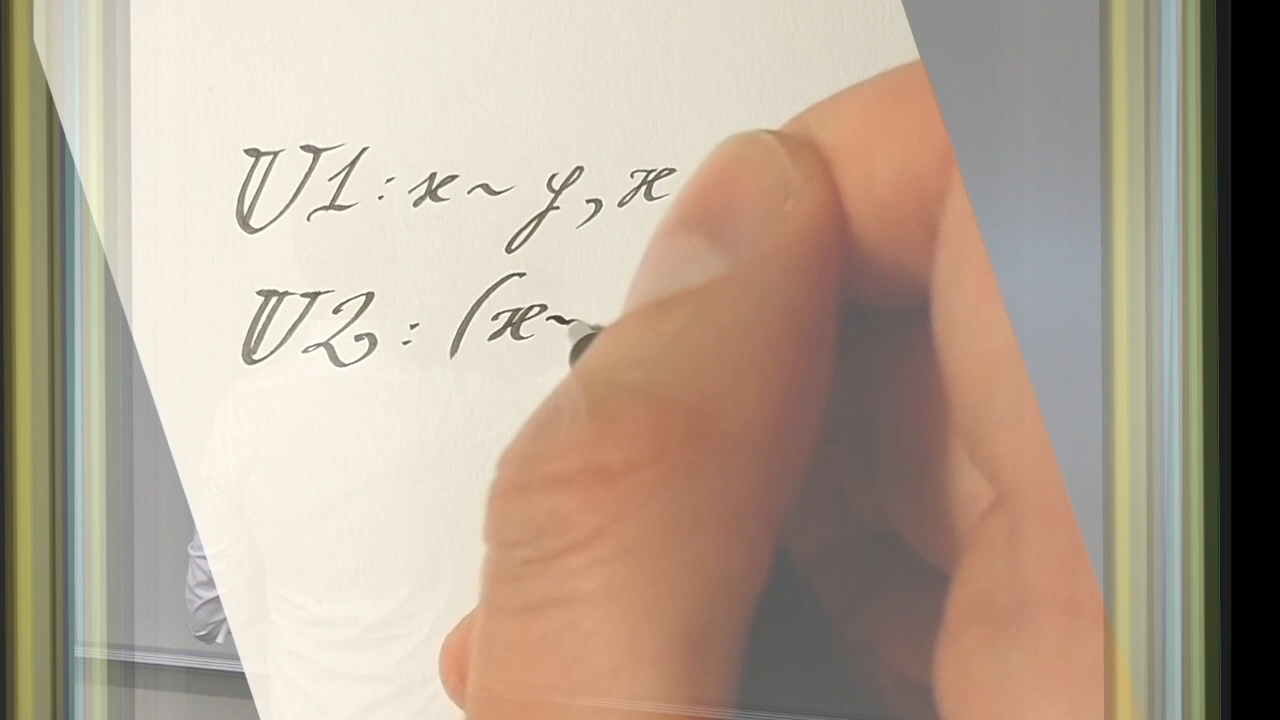 U1: x ~ y, x
U2: (x ~